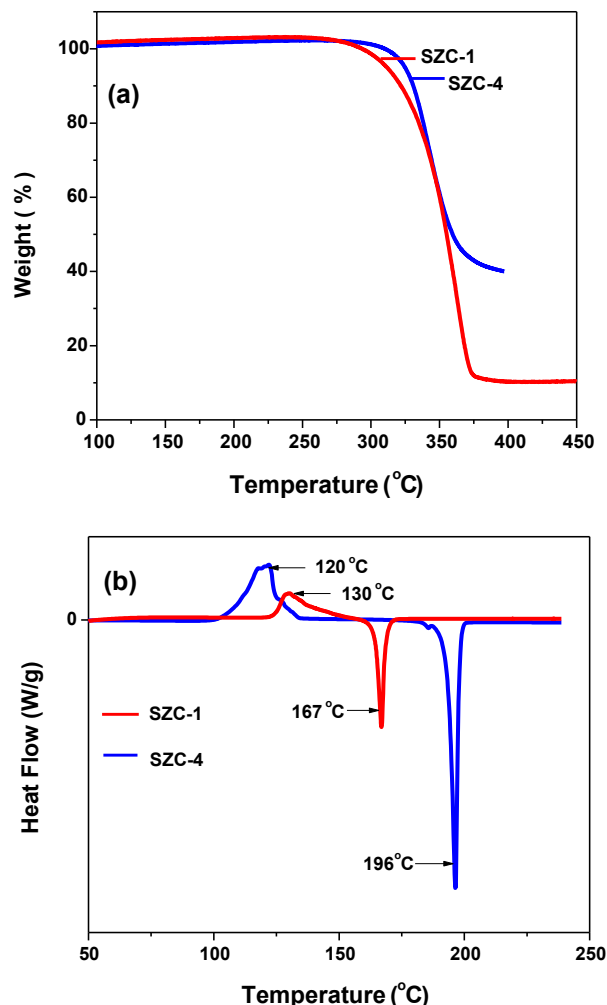 100
80
60
40
20
0
Weight ( % )
(a)
SZC-1
SZC-4
100 150 200 250 300 350 400 450
Temperature (°C)
(b)
120 °C
130 °C
0
167 °C
SZC-1
SZC-4
196°C
Heat Flow (W/g)
50 100 150 200 250
Temperature (°C)